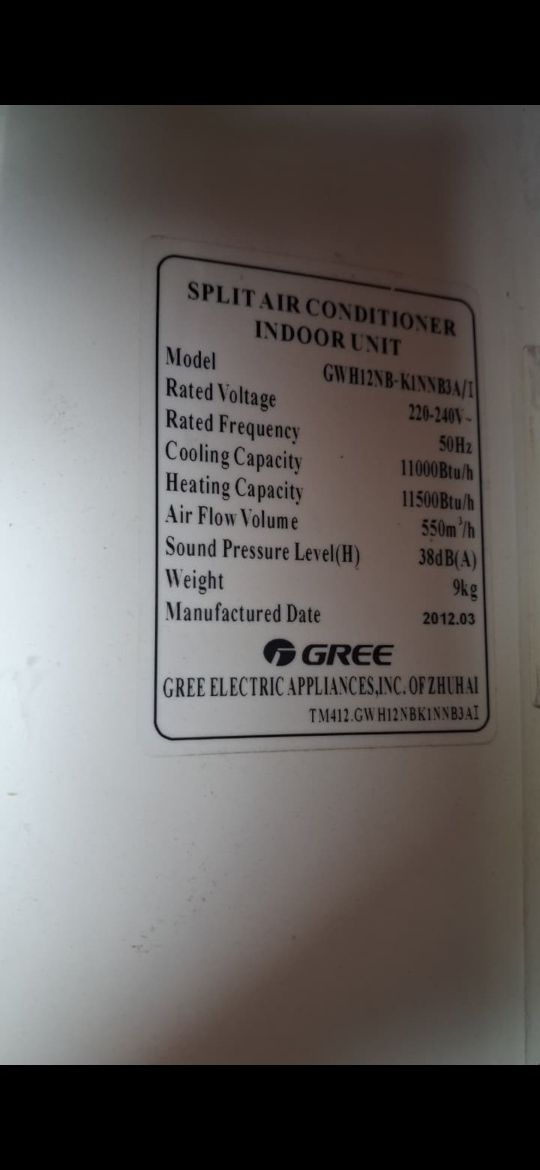 SPLIT AIR CONDITIONER
INDOOR UNIT
Model GWH12NB-K1NNB3A/I
Rated Voltage 220-240V~
Rated Frequency 50Hz
Cooling Capacity 11000Btu/h
Heating Capacity 11500Btu/h
Air Flow Volume 550m³/h
Sound Pressure Level(H) 38dB(A)
Weight 9kg
Manufactured Date 2012.03
GREE
GREE ELECTRIC APPLIANCES,INC. OF ZHUHAI
TM412.GWH12NBK1NNB3AI